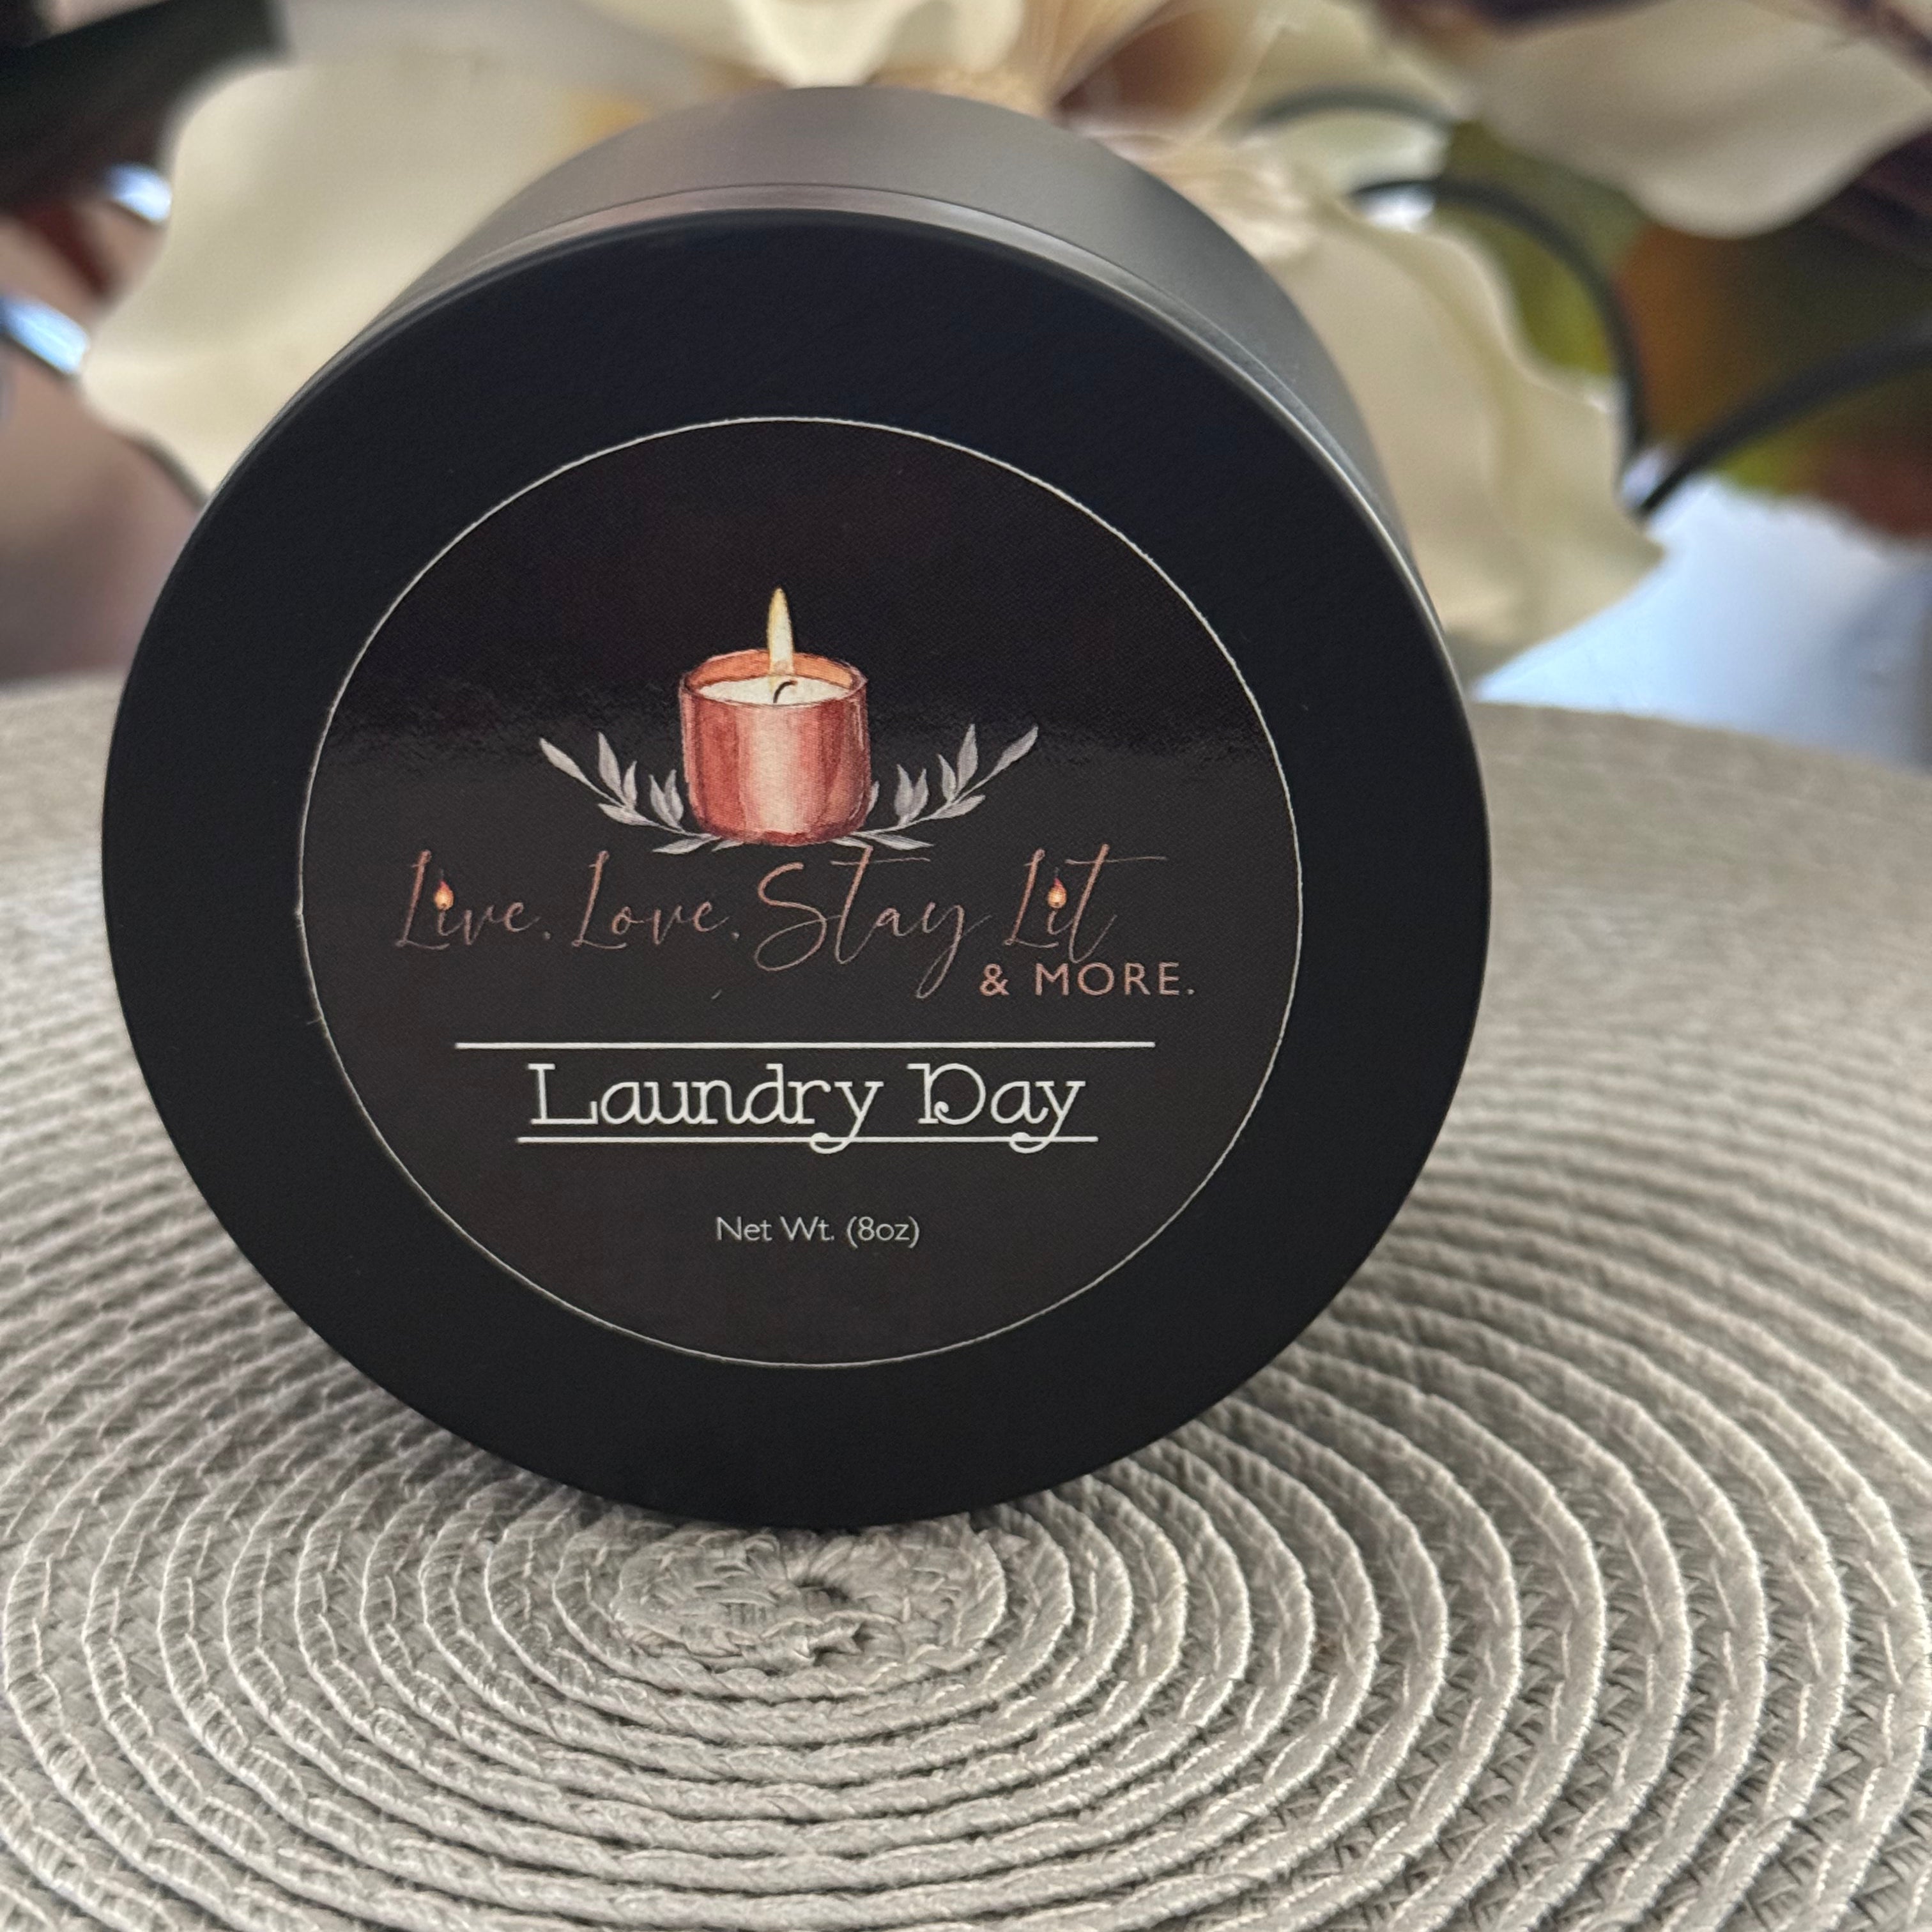 Live. Love. Stay Lit
& MORE.
Laundry Day
Net Wt. (8oz)